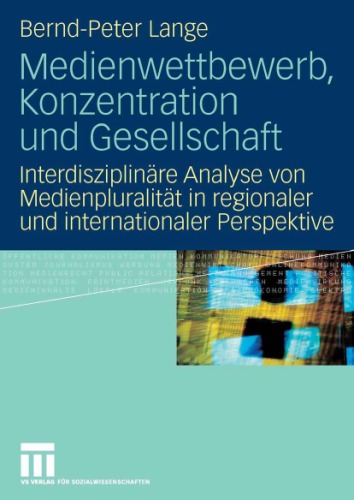 Bernd-Peter Lange
Medienwettbewerb,
Konzentration
und Gesellschaft
Interdisziplinäre Analyse von
Medienpluralität in regionaler
und internationaler Perspektive
VS VERLAG FÜR SOZIALWISSENSCHAFTEN